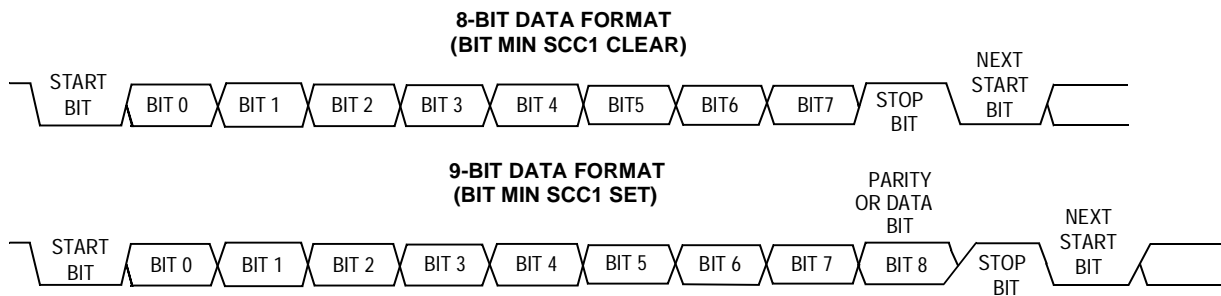 8-BIT DATA FORMAT
(BIT MIN SCC1 CLEAR)
START
BIT
BIT 0
BIT 1
BIT 2
BIT 3
BIT 4
BIT5
BIT6
BIT7
STOP
BIT
NEXT
START
BIT
9-BIT DATA FORMAT
(BIT MIN SCC1 SET)
START
BIT
BIT 0
BIT 1
BIT 2
BIT 3
BIT 4
BIT 5
BIT 6
BIT 7
PARITY
OR DATA
BIT
BIT 8
STOP
BIT
NEXT
START
BIT